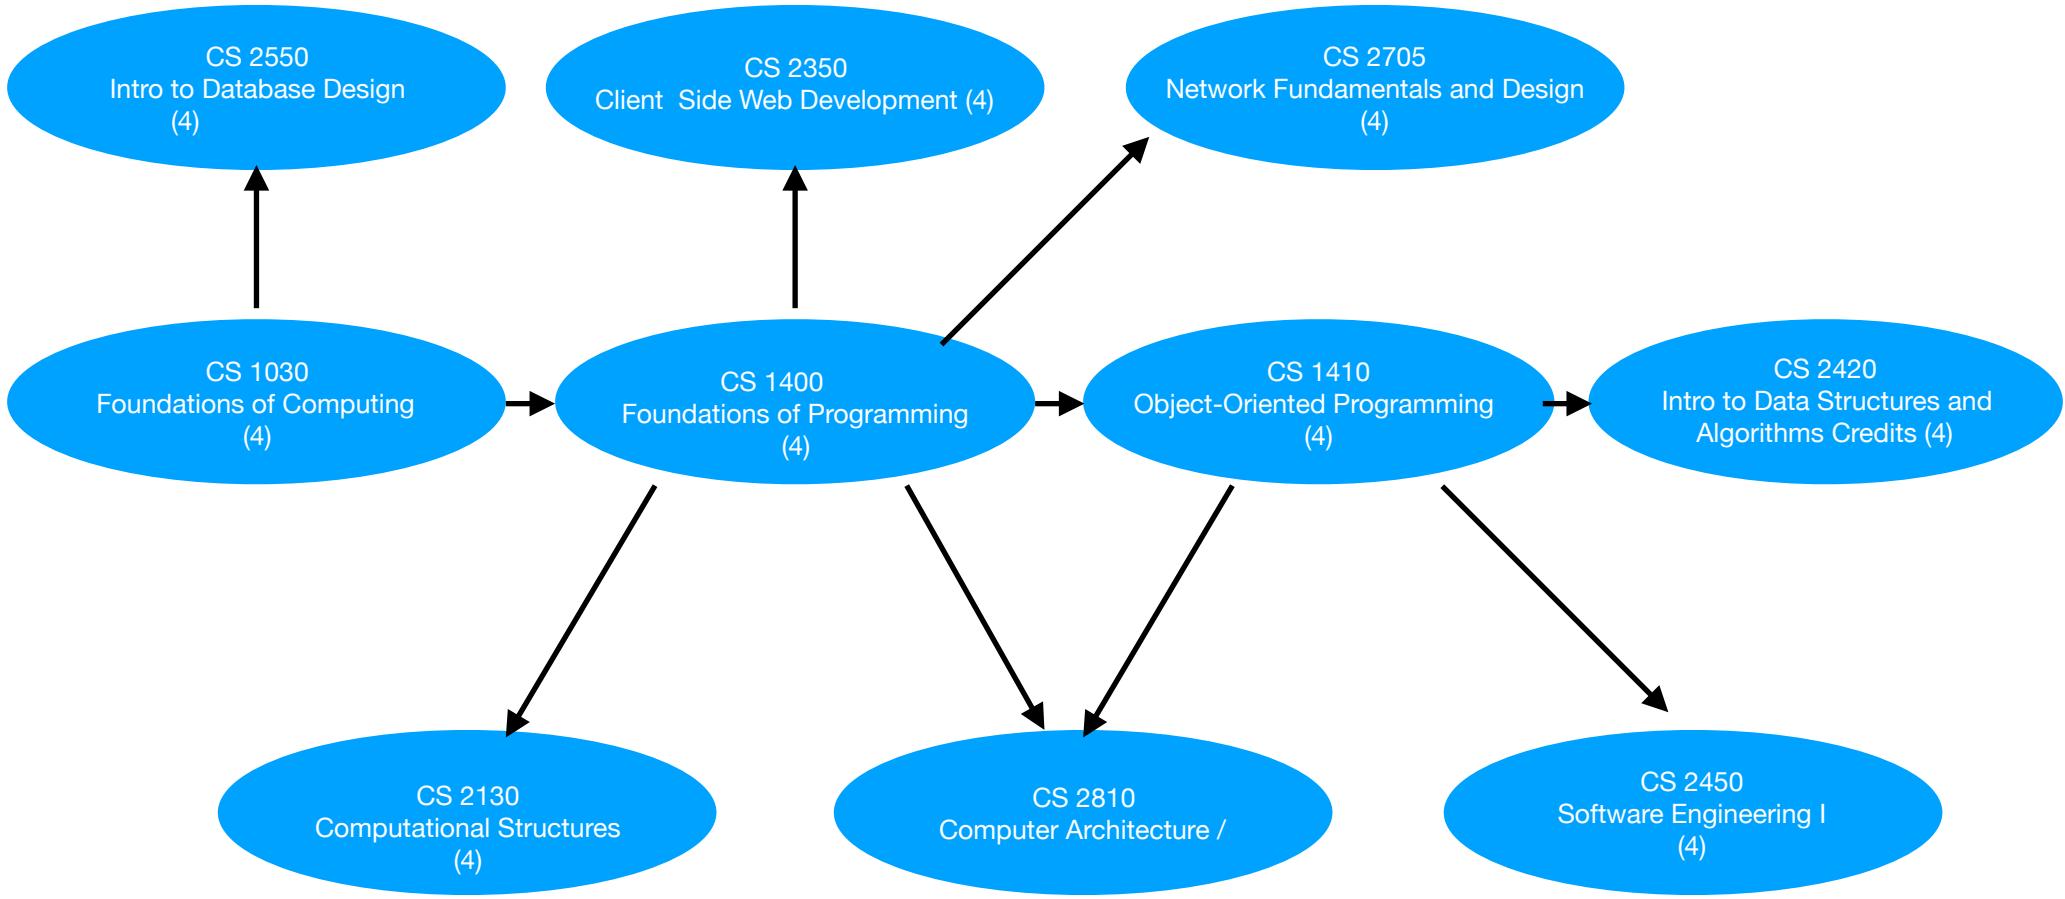 CS 2550
Intro to Database Design
(4)
CS 2350
Client  Side Web Development (4)
CS 2705
Network Fundamentals and Design
(4)
CS 1030
Foundations of Computing
(4)
CS 1400
Foundations of Programming
(4)
CS 1410
Object-Oriented Programming
(4)
CS 2420
Intro to Data Structures and
Algorithms Credits (4)
CS 2130
Computational Structures
(4)
CS 2810
Computer Architecture /
CS 2450
Software Engineering I
(4)